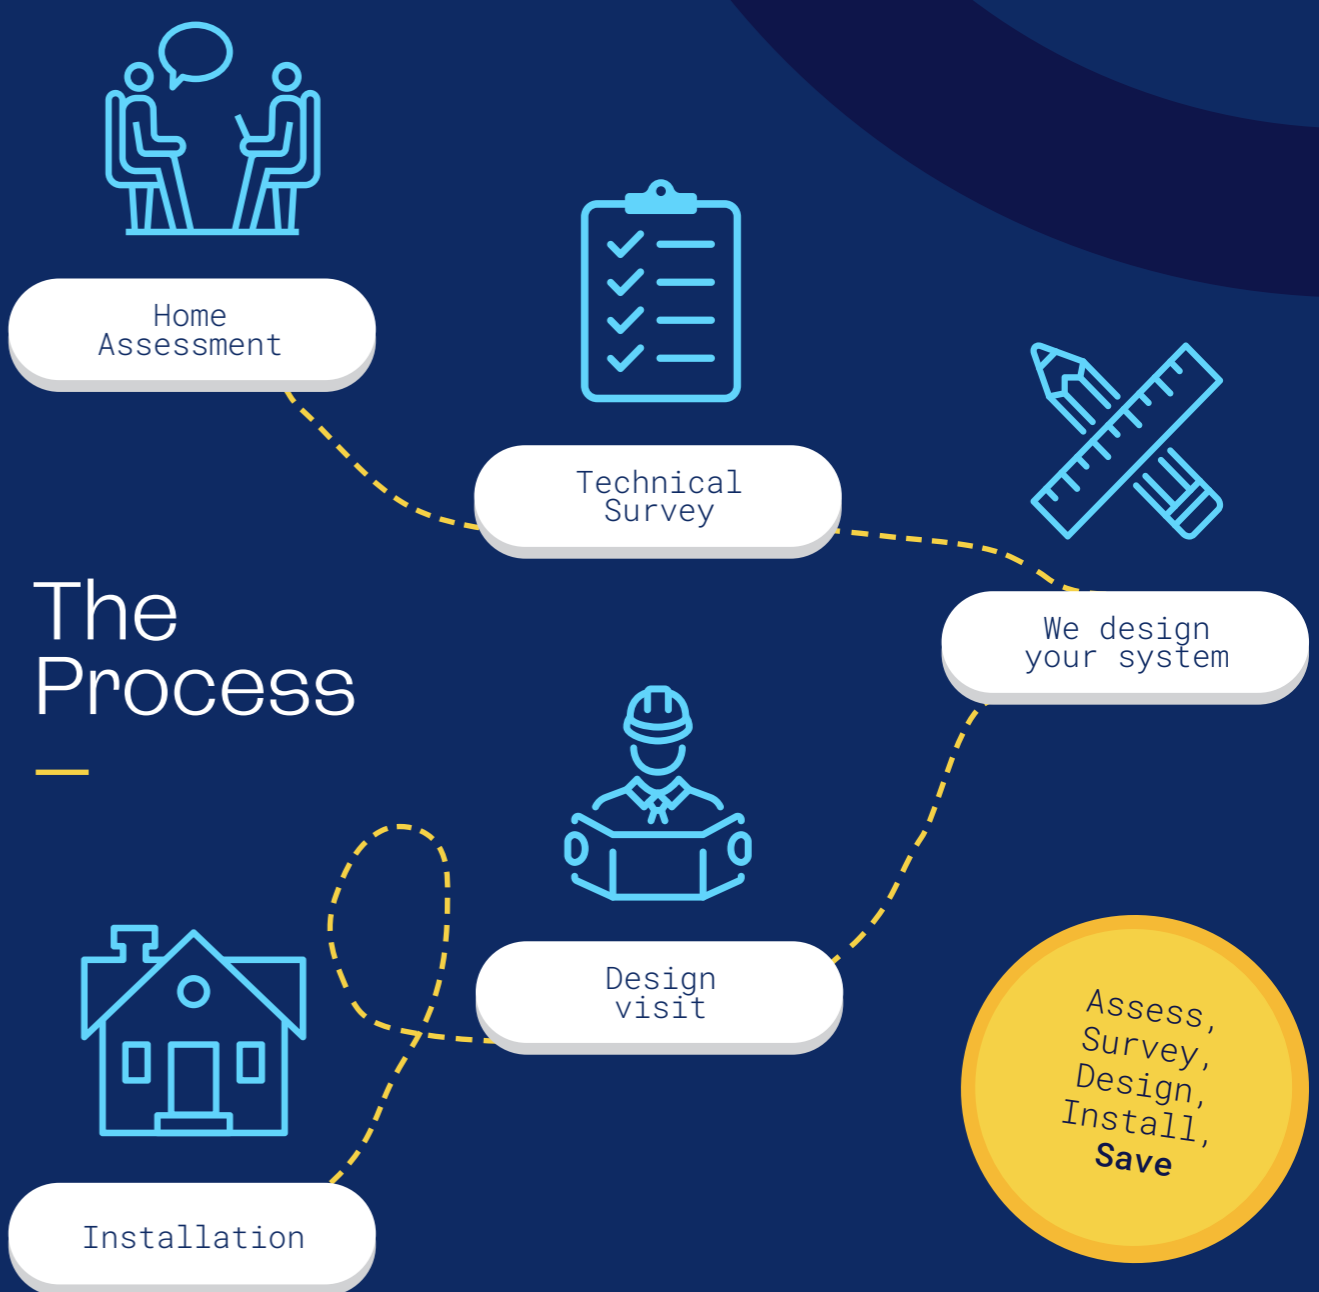 Home
Assessment
Technical
Survey
We design
your system
The
Process
Design
visit
Installation
Assess,
Survey,
Design,
Install,
Save